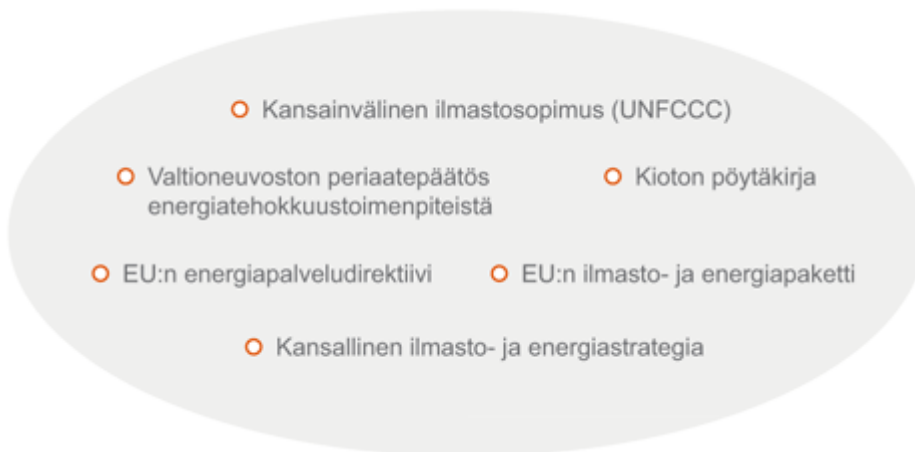 Kansainvälinen ilmastosopimus (UNFCCC)
Valtioneuvoston periaatepäätös
energiatehokkuustoimenpiteistä
Kioton pöytäkirja
EU:n energiapalveludirektiivi
EU:n ilmasto- ja energiapaketti
Kansallinen ilmasto- ja energiastrategia